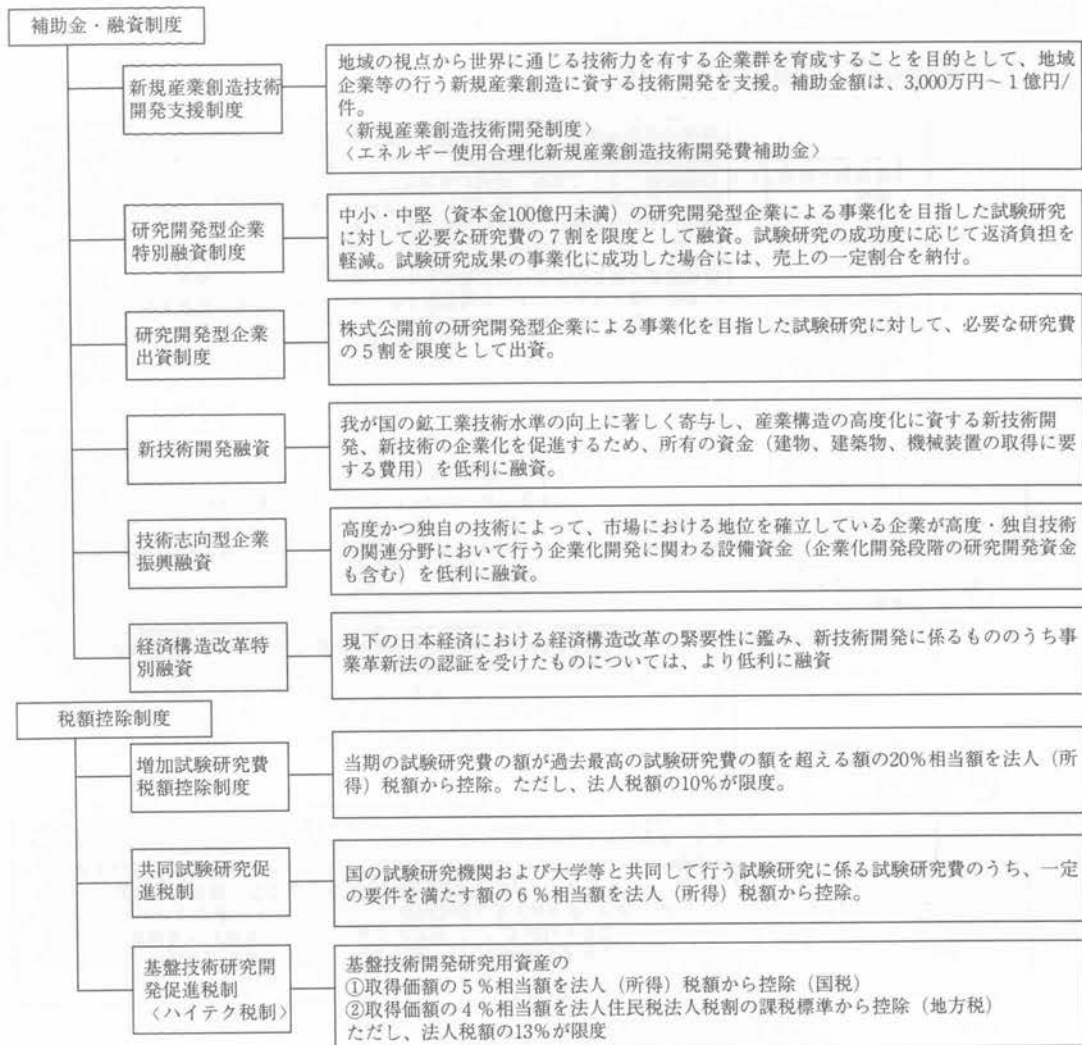 補助金・融資制度
新規産業創造技術
開発支援制度
地域の視点から世界に通じる技術力を有する企業群を育成することを目的として、地域
企業等の行う新規産業創造に資する技術開発を支援。補助金額は、3,000万円～1億円/
件。
〈新規産業創造技術開発制度〉
〈エネルギー使用合理化新規産業創造技術開発費補助金〉
研究開発型企業
特別融資制度
中小・中堅（資本金100億円未満）の研究開発型企業による事業化を目指した試験研究
に対して必要な研究費の7割を限度として融資。試験研究の成功度に応じて返済負担を
軽減。試験研究成果の事業化に成功した場合には、売上の一定割合を納付。
研究開発型企業
出資制度
株式公開前の研究開発型企業による事業化を目指した試験研究に対して、必要な研究費
の5割を限度として出資。
新技術開発融資
我が国の鉱工業技術水準の向上に著しく寄与し、産業構造の高度化に資する新技術開
発、新技術の企業化を促進するため、所有の資金（建物、建築物、機械装置の取得に要
する費用）を低利に融資。
技術志向型企業
振興融資
高度かつ独自の技術によって、市場における地位を確立している企業が高度・独自技術
の関連分野において行う企業化開発に関わる設備資金（企業化開発段階の研究開発資金
も含む）を低利に融資。
経済構造改革特
別融資
現下の日本経済における経済構造改革の緊要性に鑑み、新技術開発に係るもののうち事
業革新法の認証を受けたものについては、より低利に融資
税額控除制度
増加試験研究費
税額控除制度
当期の試験研究費の額が過去最高の試験研究費の額を超える額の20％相当額を法人（所
得）税額から控除。ただし、法人税額の10％が限度。
共同試験研究促
進税制
国の試験研究機関および大学等と共同して行う試験研究に係る試験研究費のうち、一定
の要件を満たす額の6％相当額を法人（所得）税額から控除。
基盤技術研究開
発促進税制
〈ハイテク税制〉
基盤技術開発研究用資産の
①取得価額の5％相当額を法人（所得）税額から控除（国税）
②取得価額の4％相当額を法人住民税法人税割の課税標準から控除（地方税）
ただし、法人税額の13％が限度